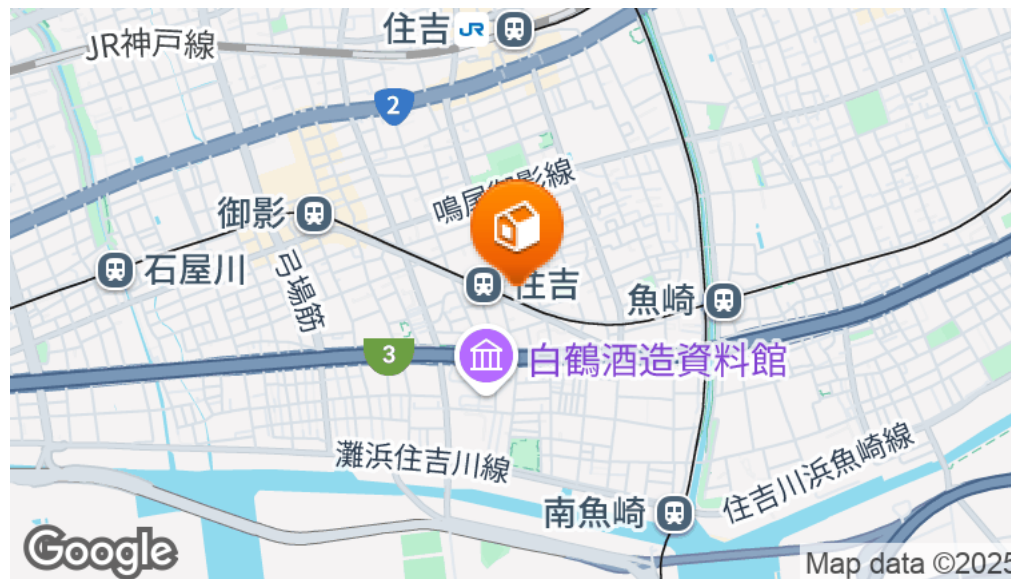 住吉 JR
JR神戸線
2
鳴尾御影線
御影
石屋川
弓場筋
住吉
魚崎
3
白鶴酒造資料館
灘浜住吉川線
住吉川浜魚崎線
南魚崎
Google
Map data ©2025